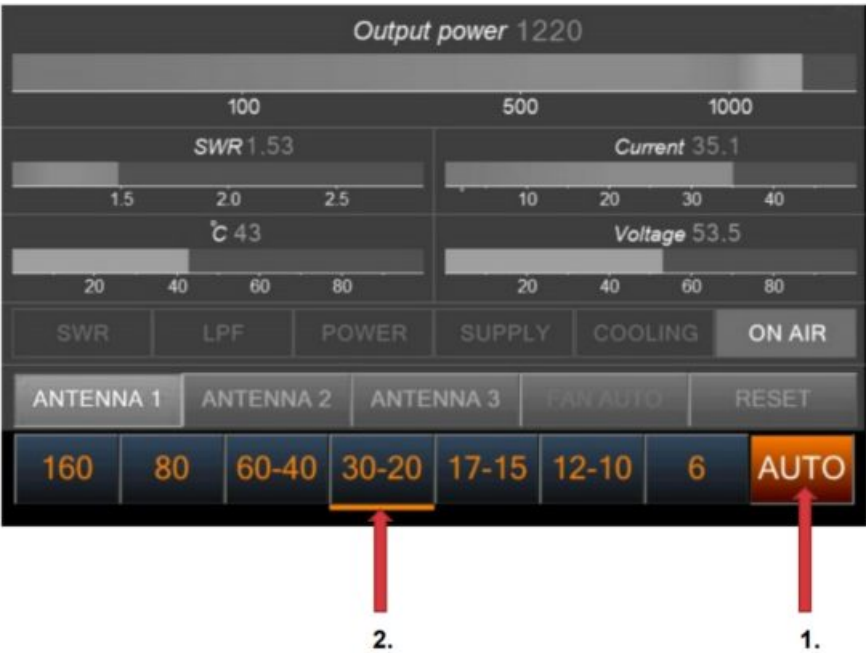 Output power 1220
100 500 1000
SWR 1.53
1.5 2.0 2.5
Current 35.1
10 20 30 40
°C 43
20 40 60 80
Voltage 53.5
20 40 60 80
SWR LPF POWER SUPPLY COOLING ON AIR
ANTENNA 1 ANTENNA 2 ANTENNA 3 FAN AUTO RESET
160 80 60-40 30-20 17-15 12-10 6 AUTO
2. 1.